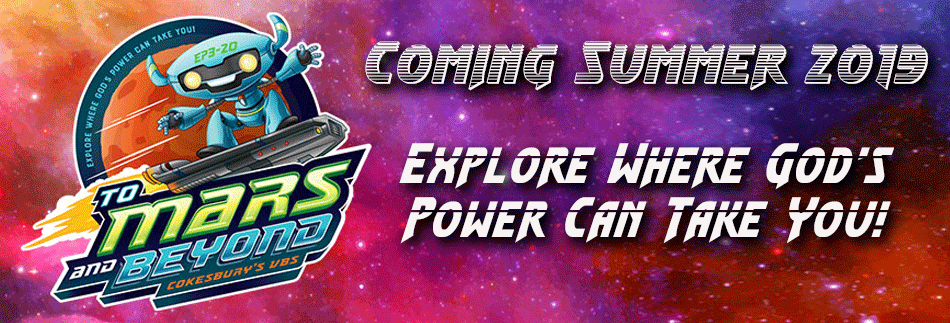 EXPLORE WHERE GOD'S POWER CAN TAKE YOU!
EP3-20
TO
MARS
AND BEYOND
COKESBURY'S VBS
COMING SUMMER 2019
EXPLORE WHERE GOD'S
POWER CAN TAKE YOU!